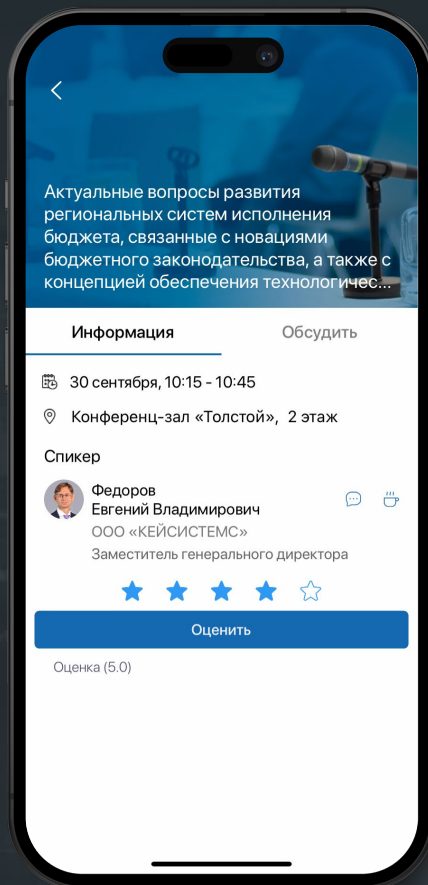 Актуальные вопросы развития
региональных систем исполнения
бюджета, связанные с новациями
бюджетного законодательства, а также с
концепцией обеспечения технологичес...
Информация
Обсудить
30 сентября, 10:15 - 10:45
Конференц-зал «Толстой», 2 этаж
Спикер
Федоров
Евгений Владимирович
ООО «КЕЙСИСТЕМС»
Заместитель генерального директора
Оценить
Оценка (5.0)